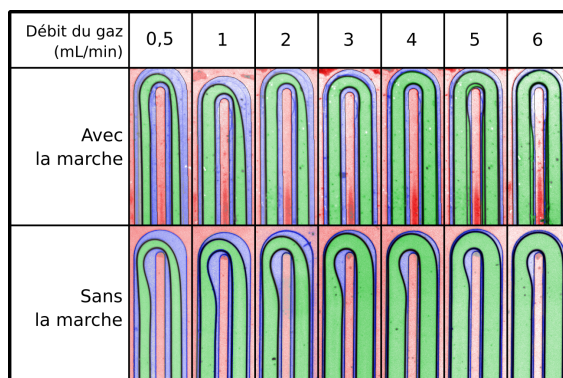 Débit du gaz
(mL/min)
0,5
1
2
3
4
5
6
Avec
la marche
Sans
la marche